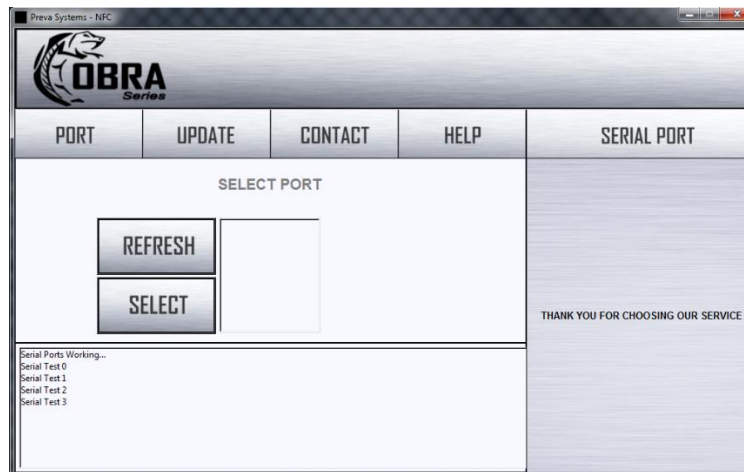 Preva Systems - NFC
COBRA
Series
PORT
UPDATE
CONTACT
HELP
SERIAL PORT
SELECT PORT
REFRESH
SELECT
THANK YOU FOR CHOOSING OUR SERVICE
Serial Ports Working...
Serial Test 0
Serial Test 1
Serial Test 2
Serial Test 3